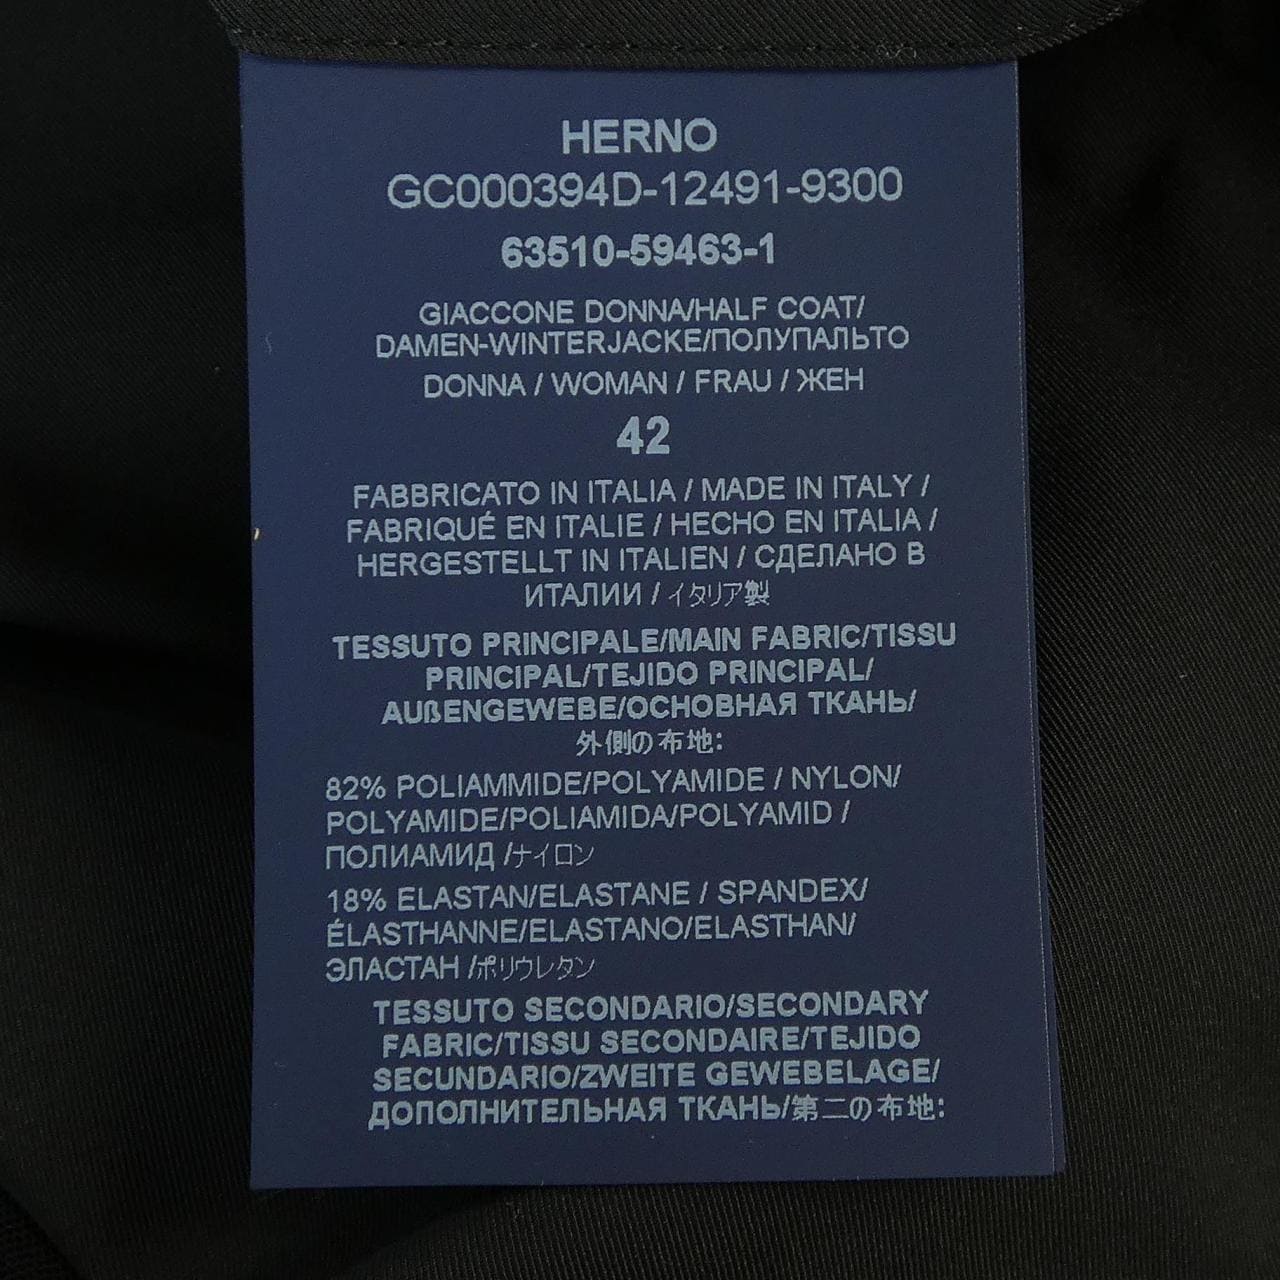 HERNO
GC000394D-12491-9300
63510-59463-1
GIACCONE DONNA/HALF COAT/
DAMEN-WINTERJACKE/ПОЛУПАЛЬТО
DONNA / WOMAN / FRAU / ЖЕН
42
FABBRICATO IN ITALIA / MADE IN ITALY /
FABRIQUÉ EN ITALIE / HECHO EN ITALIA /
HERGESTELLT IN ITALIEN / СДЕЛАНО В
ИТАЛИИ / イタリア製
TESSUTO PRINCIPALE/MAIN FABRIC/TISSU
PRINCIPAL/TEJIDO PRINCIPAL/
AUßENGEWEBE/ОСНОВНАЯ ТКАНЬ/
外側の布地:
82% POLIAMMIDE/POLYAMIDE / NYLON/
POLYAMIDE/POLIAMIDA/POLYAMID /
ПОЛИАМИД /ナイロン
18% ELASTAN/ELASTANE / SPANDEX/
ÉLASTHANNE/ELASTANO/ELASTHAN/
ЭЛАСТАН /ポリウレタン
TESSUTO SECONDARIO/SECONDARY
FABRIC/TISSU SECONDAIRE/TEJIDO
SECUNDARIO/ZWEITE GEWEBELAGE/
ДОПОЛНИТЕЛЬНАЯ ТКАНЬ/第二の布地: